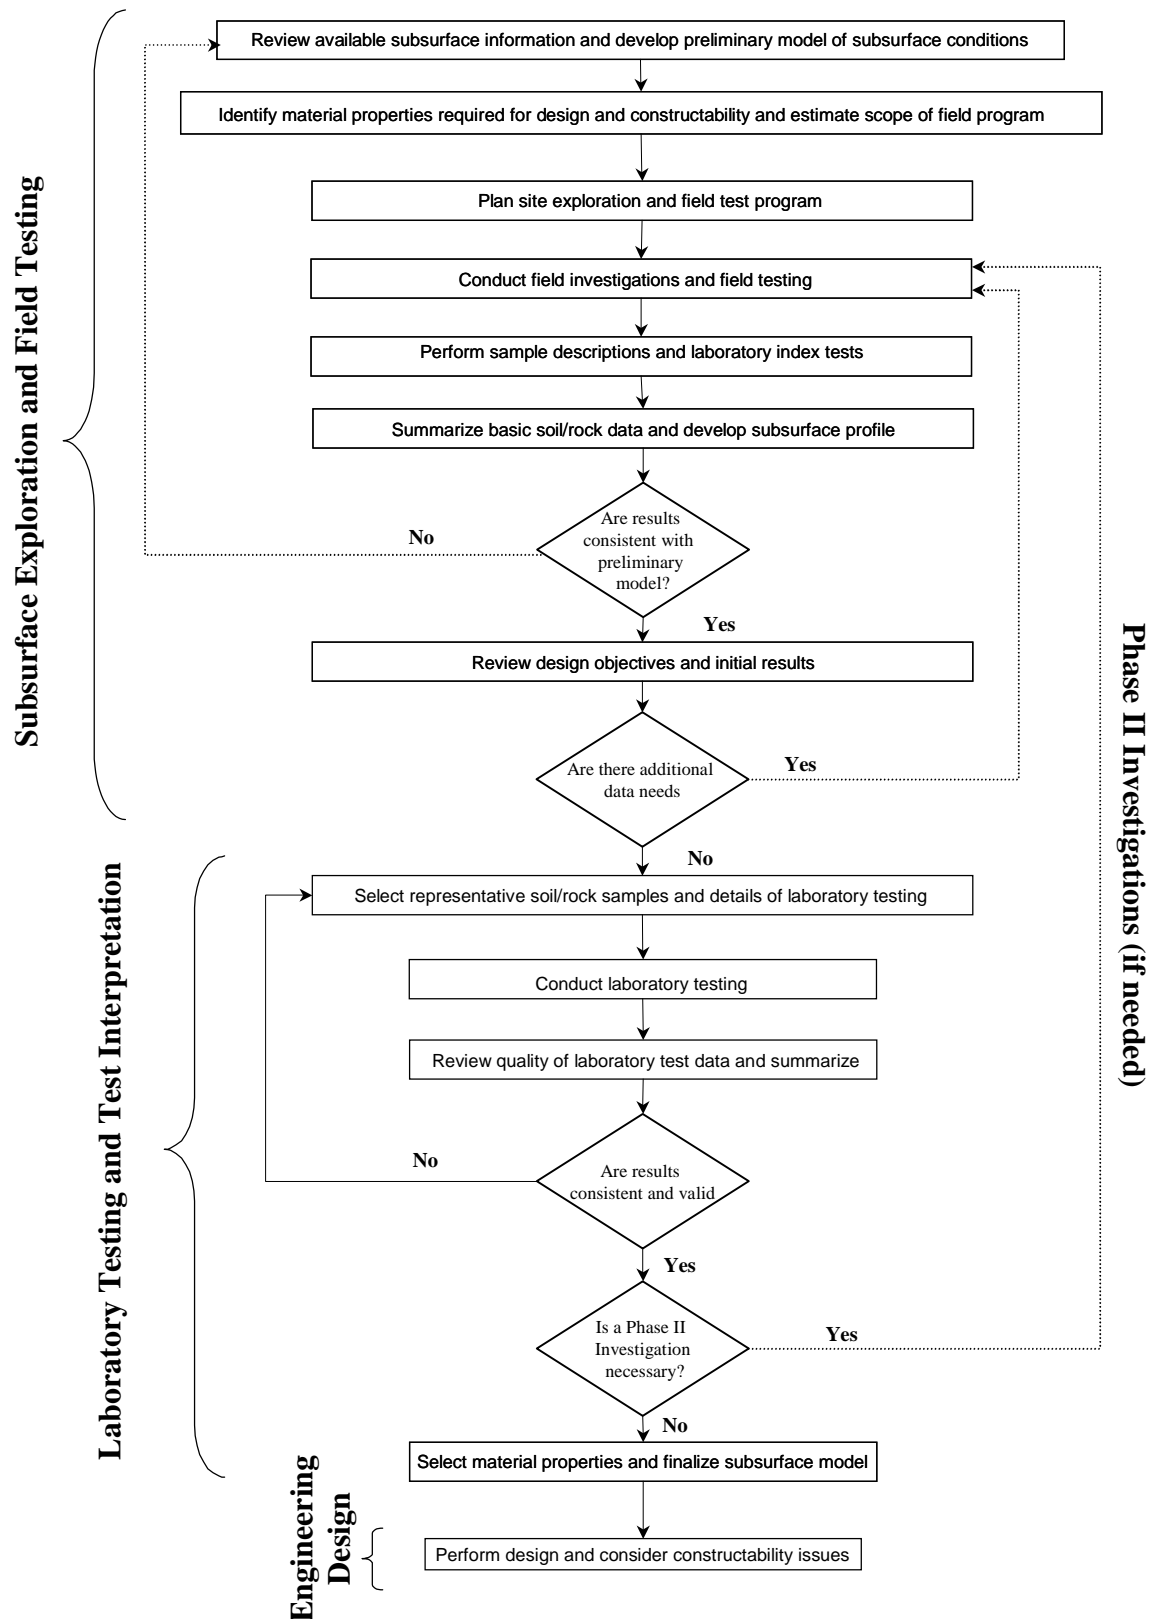 Review available subsurface information and develop preliminary model of subsurface conditions
Identify material properties required for design and constructability and estimate scope of field program
Plan site exploration and field test program
Conduct field investigations and field testing
Perform sample descriptions and laboratory index tests
Summarize basic soil/rock data and develop subsurface profile
Are results
consistent with
preliminary
model?
No
Yes
Review design objectives and initial results
Are there additional
data needs
Yes
No
Subsurface Exploration and Field Testing
Select representative soil/rock samples and details of laboratory testing
Conduct laboratory testing
Review quality of laboratory test data and summarize
Are results
consistent and valid
No
Yes
Is a Phase II
Investigation
necessary?
Yes
No
Select material properties and finalize subsurface model
Laboratory Testing and Test Interpretation
Phase II Investigations (if needed)
Perform design and consider constructability issues
Engineering
Design